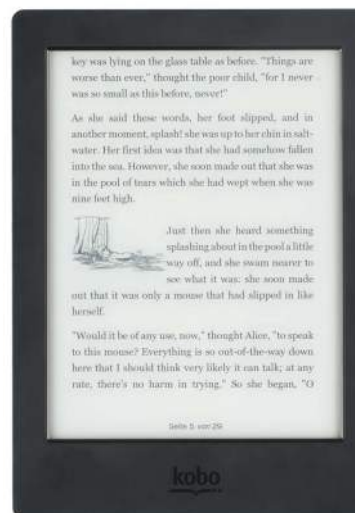 key was lying on the glass table as before. "Things are
worse than ever," thought the poor child, "for I never
was so small as this before, never!"
As she said these words, her foot slipped, and in
another moment, splash! she was up to her chin in salt-
water. Her first idea was that she had somehow fallen
into the sea. However, she soon made out that she was
in the pool of tears which she had wept when she was
nine feet high.
Just then she heard something
splashing about in the pool a little
way off, and she swam nearer to
see what it was: she soon made
out that it was only a mouse that had slipped in like
herself.
"Would it be of any use, now," thought Alice, "to speak
to this mouse? Everything is so out-of-the-way down
here that I should think very likely it can talk; at any
rate, there's no harm in trying." So she began, "O
Seite 5 von 29
kobo